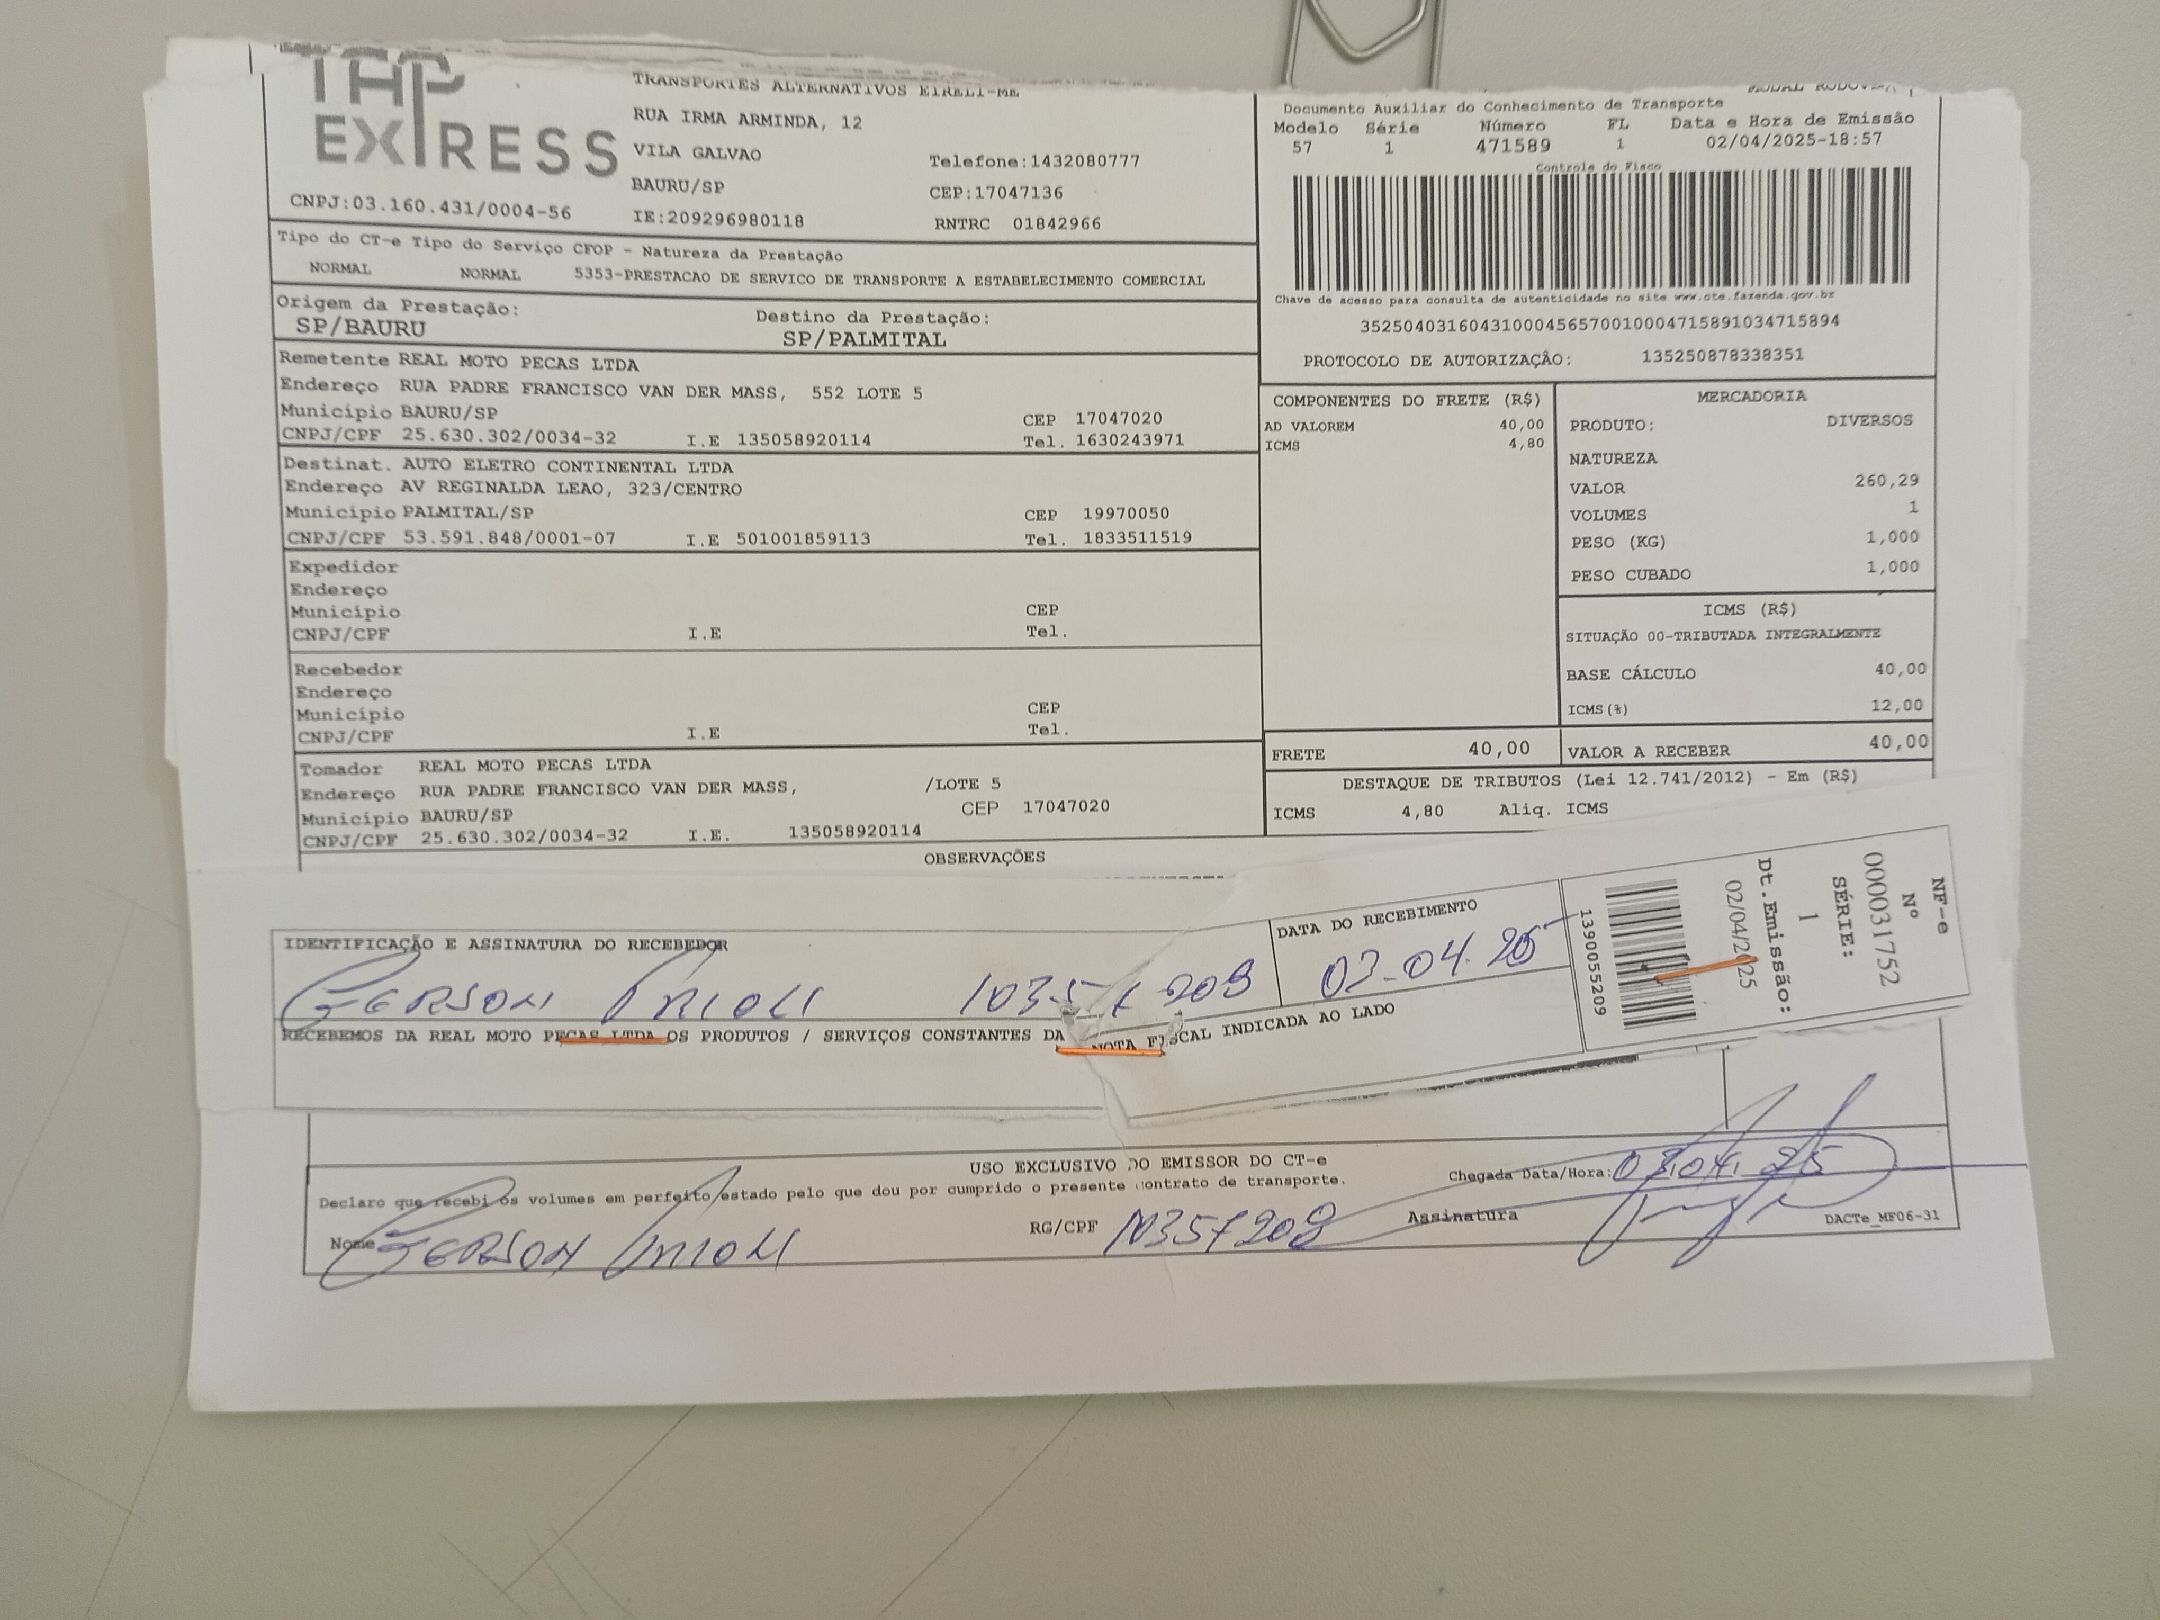 TAP
EXPRESS
TRANSPORTES ALTERNATIVOS EIRELI-ME
RUA IRMA ARMINDA, 12
VILA GALVAO
Telefone:1432080777
BAURU/SP
CEP:17047136
CNPJ:03.160.431/0004-56
IE:209296980118
RNTRC 01842966
Documento Auxiliar do Conhecimento de Transporte
Modelo Série Número FL Data e Hora de Emissão
57 1 471589 1 02/04/2025-18:57
Controle do Fisco
Chave de acesso para consulta de autenticidade no site www.cte.fazenda.gov.br
35250403160431000456570010004715891034715894
PROTOCOLO DE AUTORIZAÇÃO: 135250878338351
Tipo do CT-e Tipo do Serviço CFOP - Natureza da Prestação
NORMAL NORMAL 5353-PRESTACAO DE SERVICO DE TRANSPORTE A ESTABELECIMENTO COMERCIAL
Origem da Prestação: Destino da Prestação:
SP/BAURU SP/PALMITAL
Remetente REAL MOTO PECAS LTDA
Endereço RUA PADRE FRANCISCO VAN DER MASS, 552 LOTE 5
Município BAURU/SP CEP 17047020
CNPJ/CPF 25.630.302/0034-32 I.E 135058920114 Tel. 1630243971
Destinat. AUTO ELETRO CONTINENTAL LTDA
Endereço AV REGINALDA LEAO, 323/CENTRO
Município PALMITAL/SP CEP 19970050
CNPJ/CPF 53.591.848/0001-07 I.E 501001859113 Tel. 1833511519
Expedidor
Endereço
Município CEP
CNPJ/CPF I.E Tel.
Recebedor
Endereço
Município CEP
CNPJ/CPF I.E Tel.
Tomador REAL MOTO PECAS LTDA
Endereço RUA PADRE FRANCISCO VAN DER MASS, /LOTE 5
Município BAURU/SP CEP 17047020
CNPJ/CPF 25.630.302/0034-32 I.E. 135058920114
OBSERVAÇÕES
COMPONENTES DO FRETE (R$)
AD VALOREM 40,00
ICMS 4,80
MERCADORIA
PRODUTO: DIVERSOS
NATUREZA
VALOR 260,29
VOLUMES 1
PESO (KG) 1,000
PESO CUBADO 1,000
ICMS (R$)
SITUAÇÃO 00-TRIBUTADA INTEGRALMENTE
BASE CÁLCULO 40,00
ICMS(%) 12,00
FRETE 40,00 VALOR A RECEBER 40,00
DESTAQUE DE TRIBUTOS (Lei 12.741/2012) - Em (R$)
ICMS 4,80 Aliq. ICMS
IDENTIFICAÇÃO E ASSINATURA DO RECEBEDOR
GERSON 10357209
DATA DO RECEBIMENTO
03-04.25
RECEBEMOS DA REAL MOTO PECAS LTDA OS PRODUTOS / SERVIÇOS CONSTANTES DA NOTA FISCAL INDICADA AO LADO
NF-e
Nº
000031752
SÉRIE:
1
Dt.Emissão:
02/04/2025
1390055209
USO EXCLUSIVO DO EMISSOR DO CT-e
Declaro que recebi os volumes em perfeito estado pelo que dou por cumprido o presente contrato de transporte.
Chegada Data/Hora: 03.04.25
Nome GERSON RG/CPF 10357209 Assinatura
DACTe_MF06-31